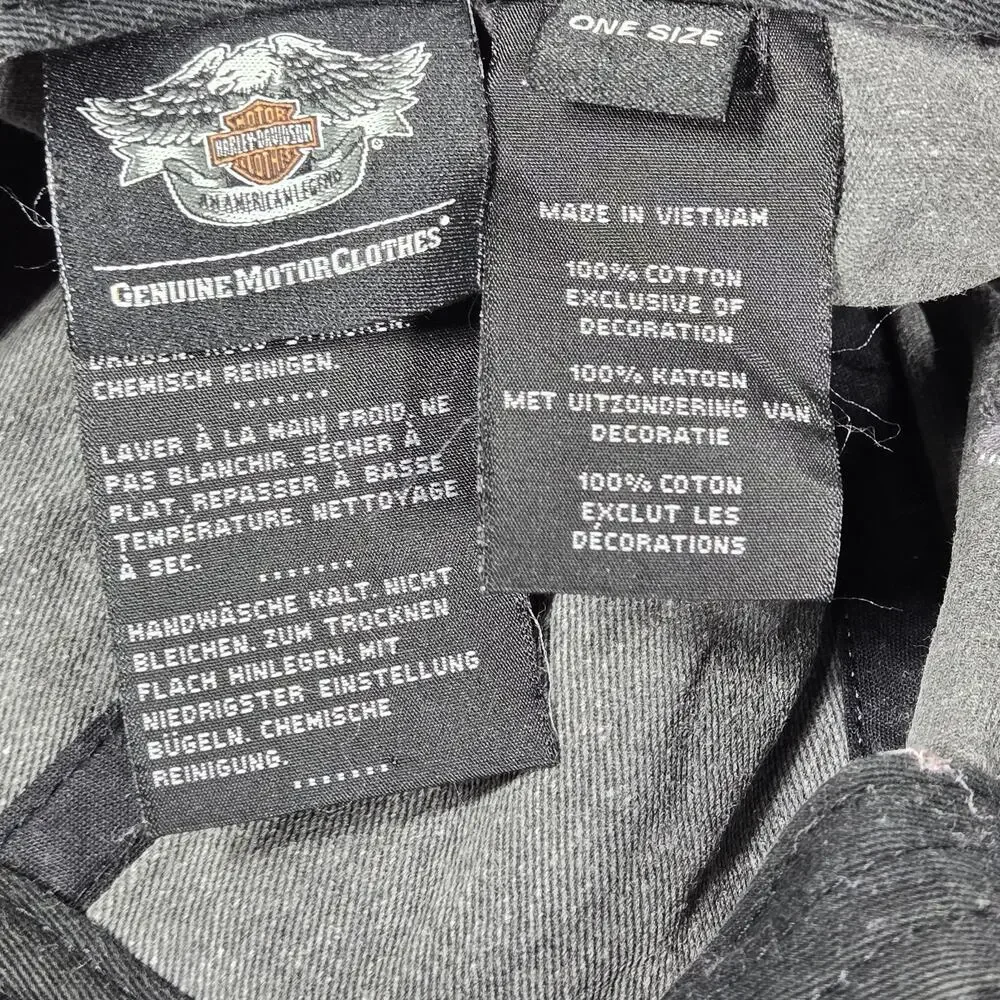 MOTOR
HARLEY-DAVIDSON
CLOTHES
AN AMERICAN LEGEND
®
GENUINE MOTORCLOTHES®
CHEMISCH REINIGEN.
.......
LAVER À LA MAIN FROID. NE
PAS BLANCHIR. SÉCHER À
PLAT. REPASSER À BASSE
TEMPÉRATURE. NETTOYAGE
À SEC.
.......
HANDWÄSCHE KALT. NICHT
BLEICHEN. ZUM TROCKNEN
FLACH HINLEGEN. MIT
NIEDRIGSTER EINSTELLUNG
BÜGELN. CHEMISCHE
REINIGUNG.
.......
ONE SIZE
MADE IN VIETNAM
100% COTTON
EXCLUSIVE OF
DECORATION
100% KATOEN
MET UITZONDERING VAN
DECORATIE
100% COTON
EXCLUT LES
DÉCORATIONS